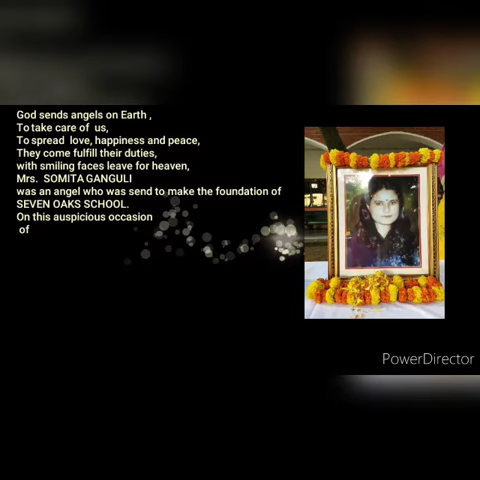 God sends angels on Earth ,
To take care of us,
To spread love, happiness and peace,
They come fulfill their duties,
with smiling faces leave for heaven,
Mrs. SOMITA GANGULI
was an angel who was send to make the foundation of
SEVEN OAKS SCHOOL.
On this auspicious occasion
of
PowerDirector